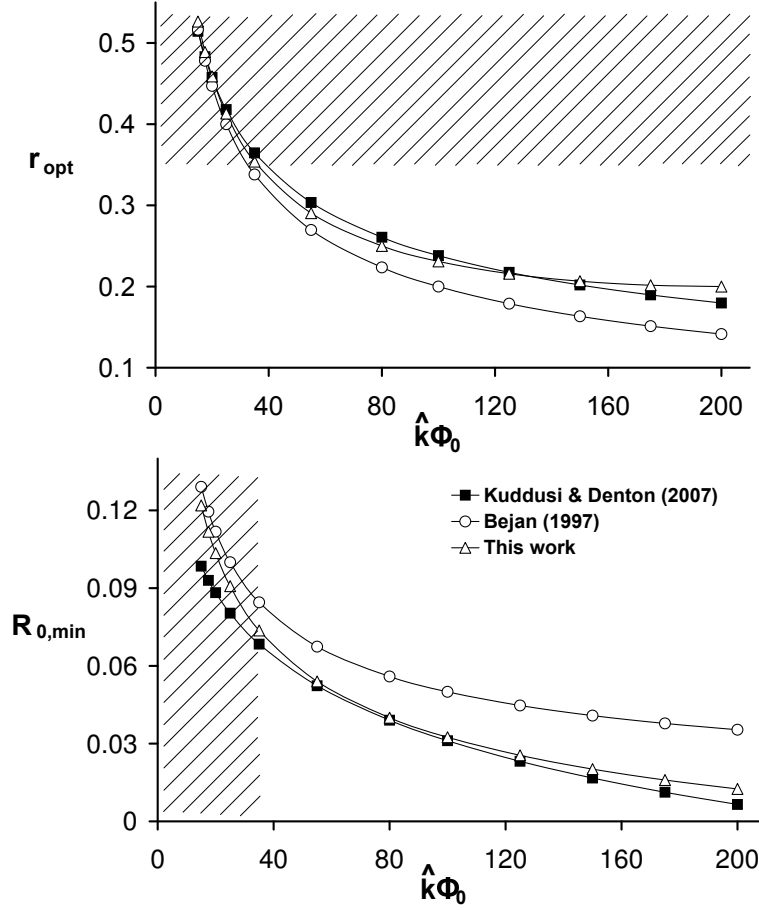 0.5
0.4
r opt
0.3
0.2
0.1
0 40 80 120 160 200
k̂Φ₀
0.12
Kuddusi & Denton (2007)
Bejan (1997)
This work
0.09
R 0,min
0.06
0.03
0
0 40 80 120 160 200
k̂Φ₀